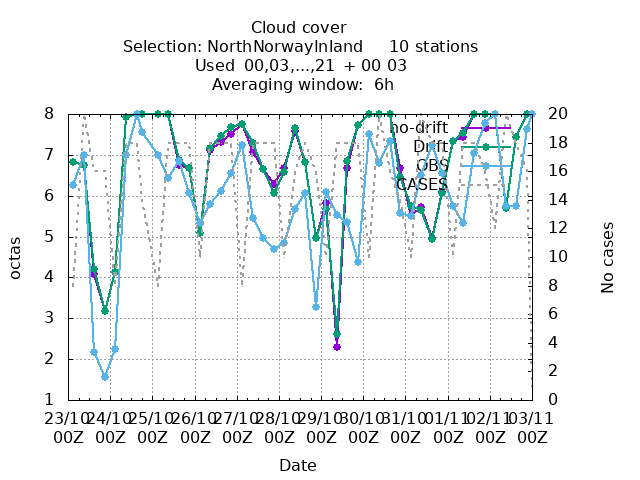 Cloud cover
Selection: NorthNorwayInland     10 stations
Used  00,03,...,21 + 00 03
Averaging window:  6h
8
7
6
5
4
3
2
1
octas
20
18
16
14
12
10
8
6
4
2
0
No cases
no-drift
Drift
OBS
CASES
23/10 24/10 25/10 26/10 27/10 28/10 29/10 30/10 31/10 01/11 02/11 03/11
00Z 00Z 00Z 00Z 00Z 00Z 00Z 00Z 00Z 00Z 00Z 00Z
Date